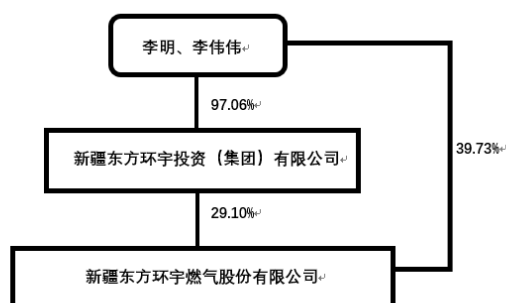 李明、李伟伟
97.06%
新疆东方环宇投资（集团）有限公司
39.73%
29.10%
新疆东方环宇燃气股份有限公司